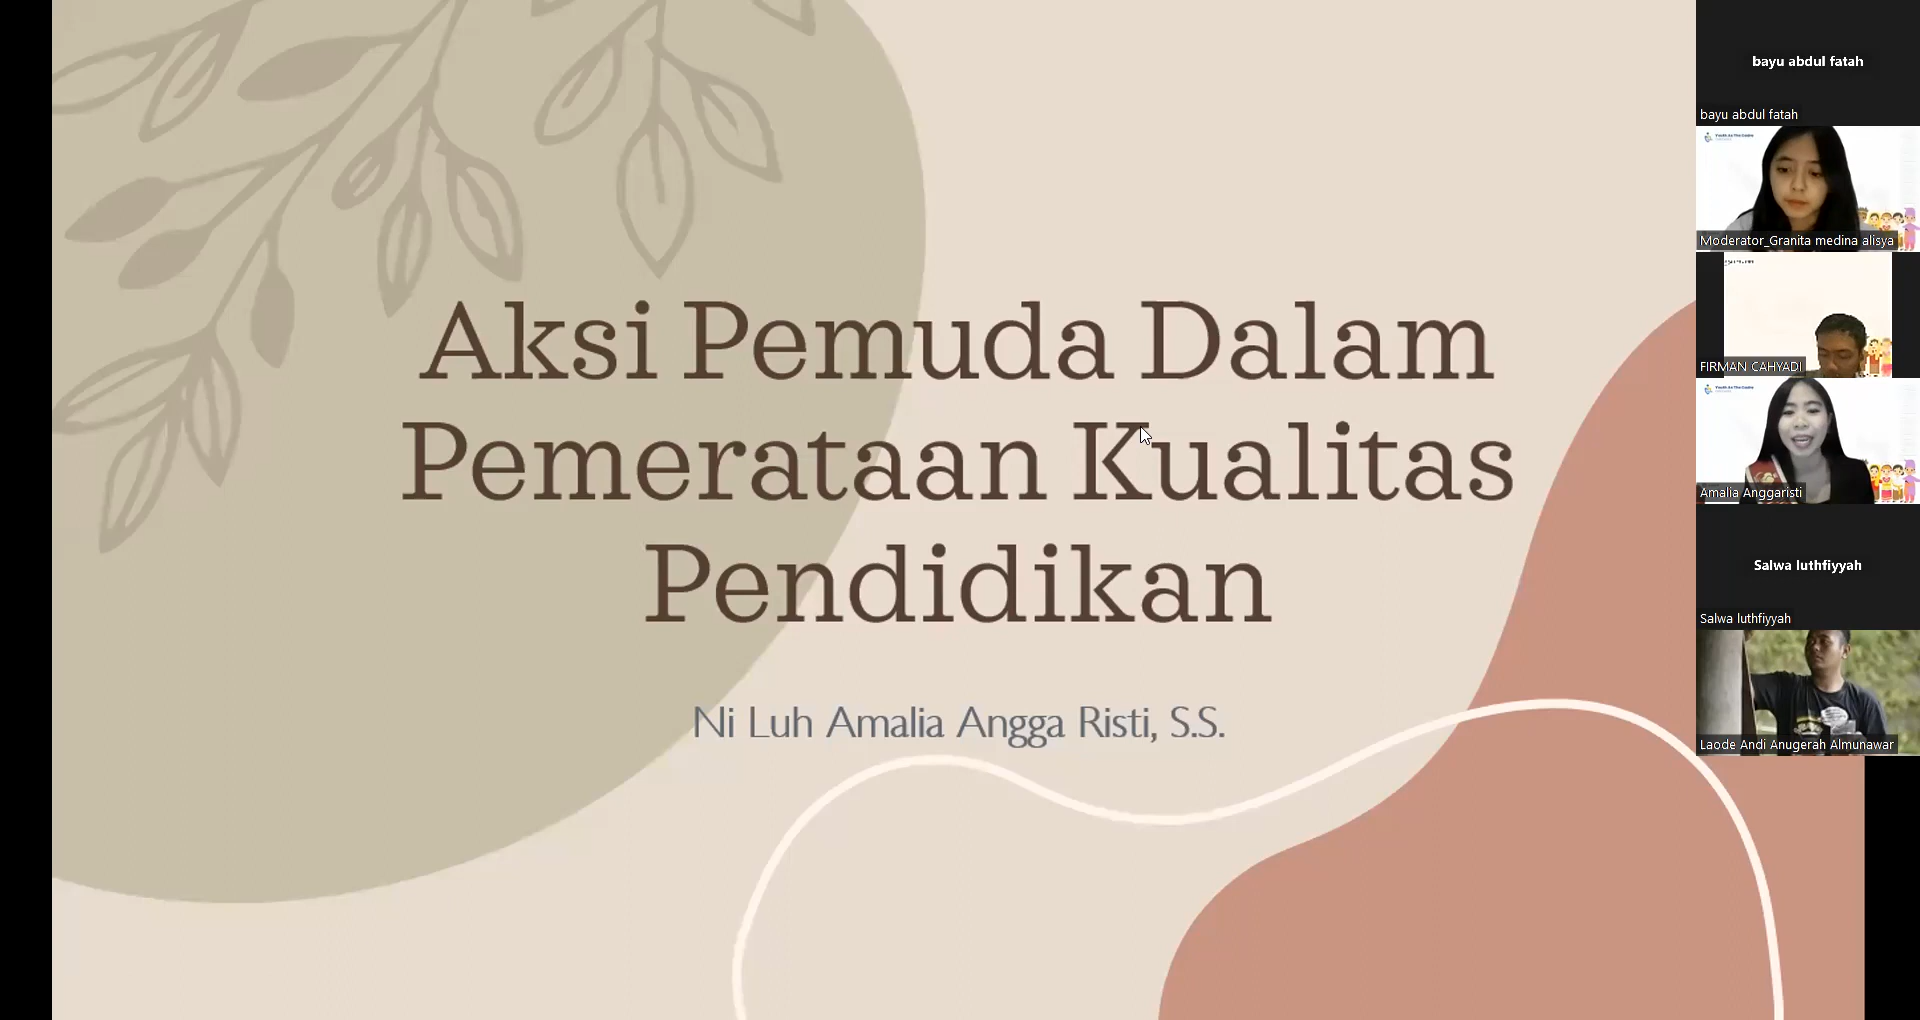 Aksi Pemuda Dalam
Pemerataan Kualitas
Pendidikan
Ni Luh Amalia Angga Risti, S.S.
bayu abdul fatah
bayu abdul fatah
Moderator_Granita medina alisya
FIRMAN CAHYADI
Amalia Anggaristi
Salwa luthfiyyah
Salwa luthfiyyah
Laode Andi Anugerah Almunawar